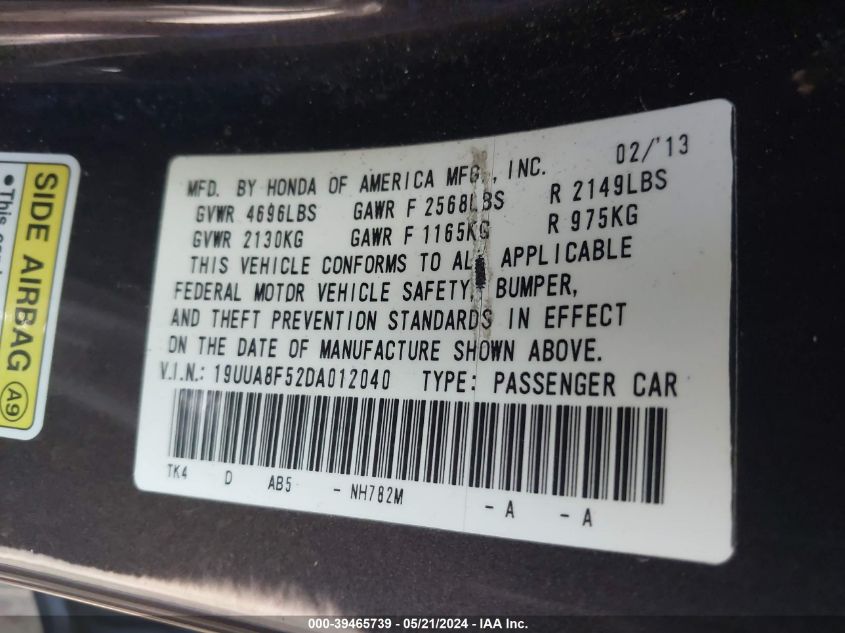 SIDE AIRBAG A9
MFD. BY HONDA OF AMERICA MFG., INC. 02/'13
GVWR 4696LBS GAWR F 2568LBS R 2149LBS
GVWR 2130KG GAWR F 1165KG R 975KG
THIS VEHICLE CONFORMS TO ALL APPLICABLE
FEDERAL MOTOR VEHICLE SAFETY, BUMPER,
AND THEFT PREVENTION STANDARDS IN EFFECT
ON THE DATE OF MANUFACTURE SHOWN ABOVE.
V.I.N.: 19UUA8F52DA012040 TYPE: PASSENGER CAR
TK4 D AB5 - NH782M - A - A
000-39465739 / 05/21/2024 - IAA Inc.